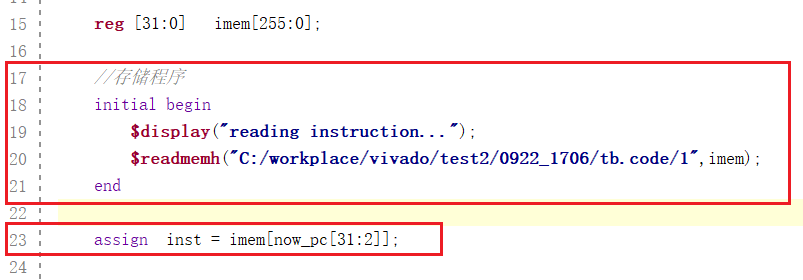 15 reg [31:0] imem[255:0];
16
17 //存储程序
18 initial begin
19 $display("reading instruction...");
20 $readmemh("C:/workplace/vivado/test2/0922_1706/tb.code/1",imem);
21 end
22
23 assign inst = imem[now_pc[31:2]];
24